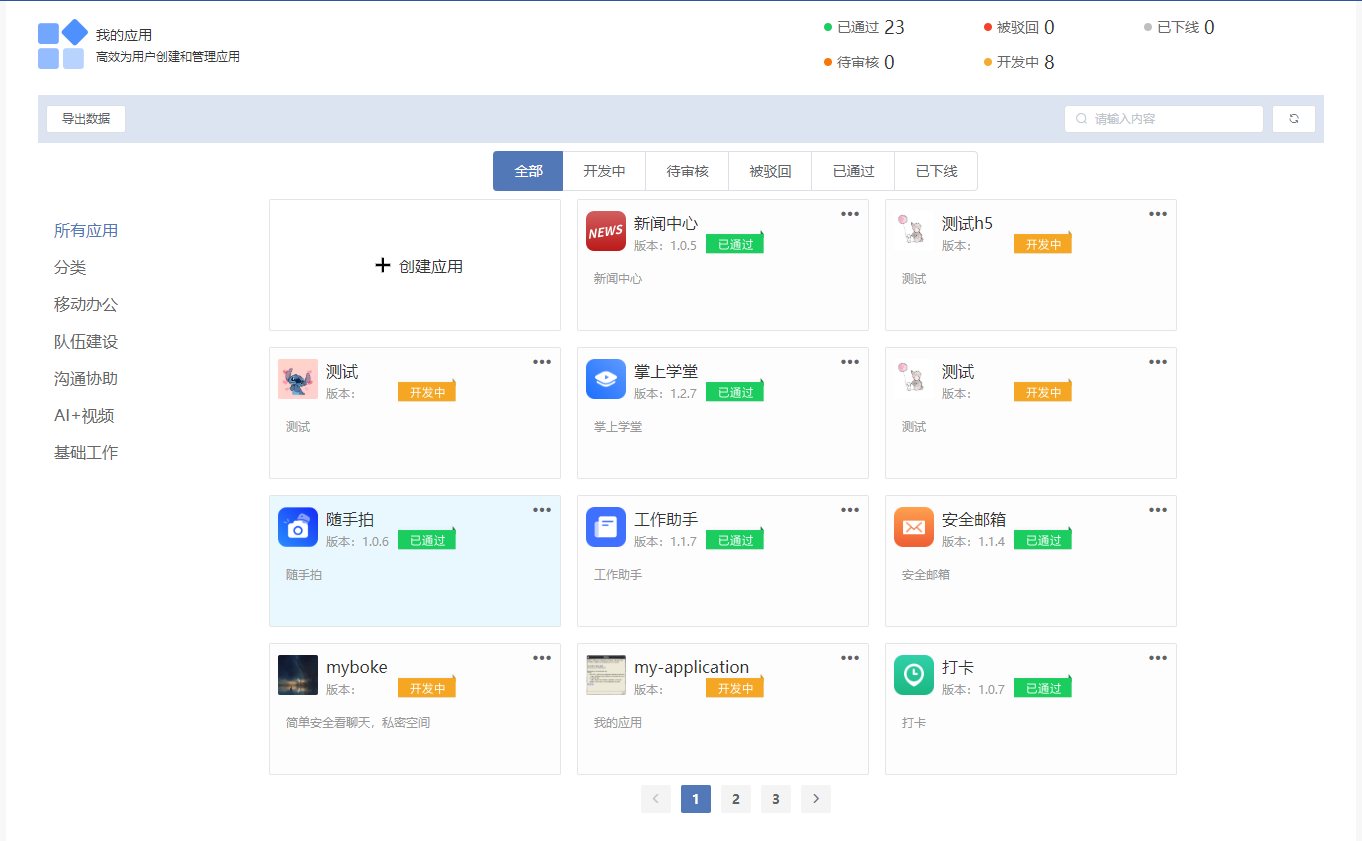 我的应用
高效为用户创建和管理应用
已通过 23
被驳回 0
已下线 0
待审核 0
开发中 8
导出数据
请输入内容
全部
开发中
待审核
被驳回
已通过
已下线
所有应用
分类
移动办公
队伍建设
沟通协助
AI+视频
基础工作
创建应用
NEWS
新闻中心
版本：1.0.5 已通过
新闻中心
测试h5
版本： 开发中
测试
测试
版本： 开发中
测试
掌上学堂
版本：1.2.7 已通过
掌上学堂
测试
版本： 开发中
测试
随手拍
版本：1.0.6 已通过
随手拍
工作助手
版本：1.1.7 已通过
工作助手
安全邮箱
版本：1.1.4 已通过
安全邮箱
myboke
版本： 开发中
简单安全看聊天，私密空间
my-application
版本： 开发中
我的应用
打卡
版本：1.0.7 已通过
打卡
1 2 3